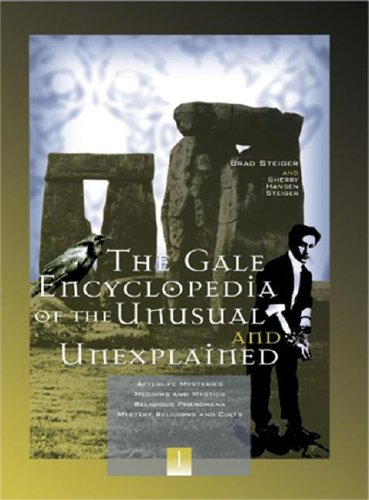 BRAD STEIGER
AND
SHERRY
HANSEN
STEIGER
THE GALE
ENCYCLOPEDIA
OF THE UNUSUAL
AND
UNEXPLAINED
AFTERLIFE MYSTERIES
MEDIUMS AND MYSTICS
RELIGIOUS PHENOMENA
MYSTERY RELIGIONS AND CULTS
1